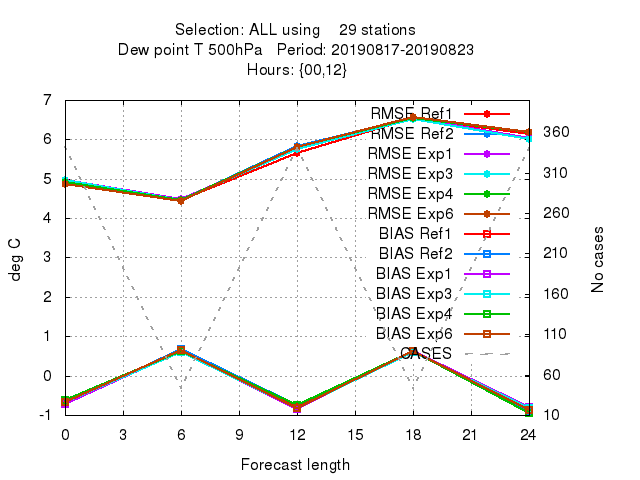 Selection: ALL using 29 stations
Dew point T 500hPa Period: 20190817-20190823
Hours: {00,12}
7
6
5
4
3
2
1
0
-1
deg C
RMSE Ref1
RMSE Ref2
RMSE Exp1
RMSE Exp3
RMSE Exp4
RMSE Exp6
BIAS Ref1
BIAS Ref2
BIAS Exp1
BIAS Exp3
BIAS Exp4
BIAS Exp6
CASES
360
310
260
210
160
110
60
10
No cases
0 3 6 9 12 15 18 21 24
Forecast length